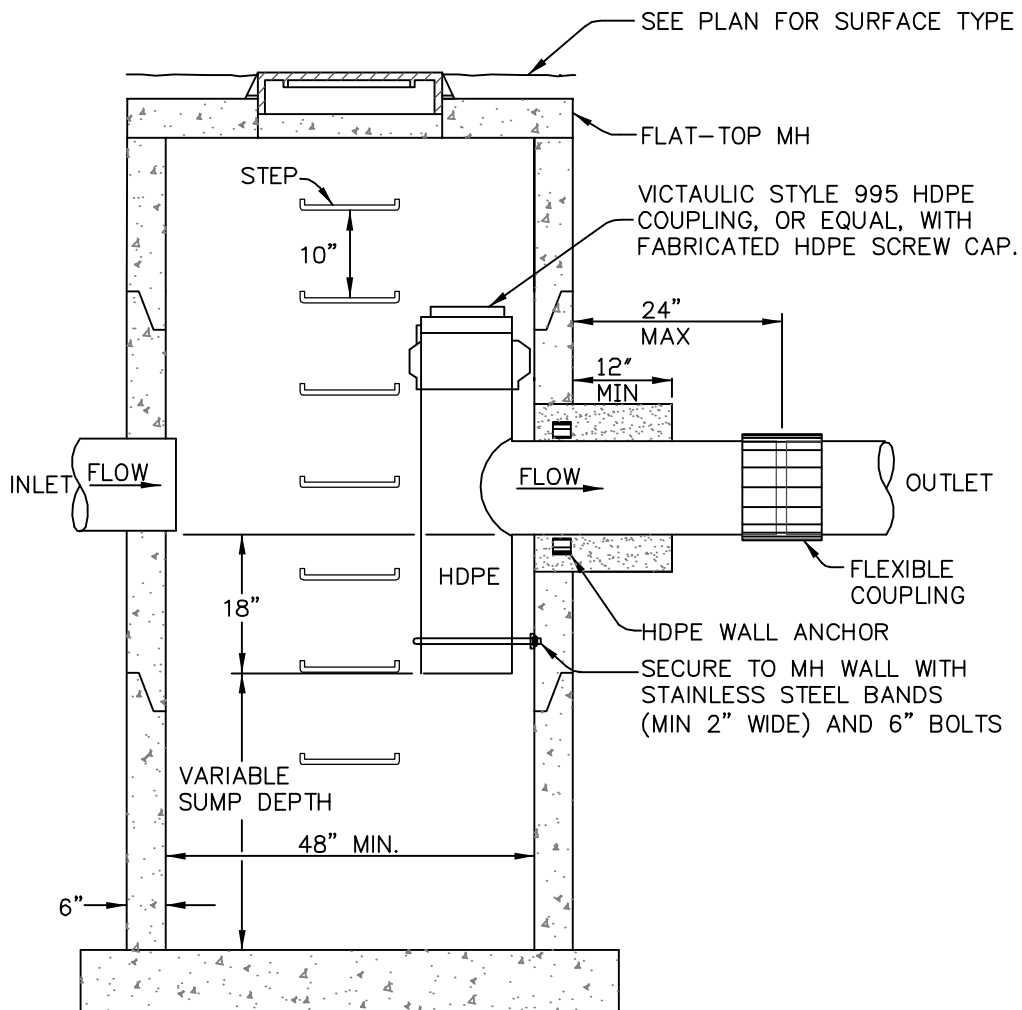 SEE PLAN FOR SURFACE TYPE
FLAT-TOP MH
STEP
VICTAULIC STYLE 995 HDPE
COUPLING, OR EQUAL, WITH
FABRICATED HDPE SCREW CAP.
10"
24"
MAX
12"
MIN
INLET
FLOW
FLOW
OUTLET
HDPE
FLEXIBLE
COUPLING
18"
HDPE WALL ANCHOR
SECURE TO MH WALL WITH
STAINLESS STEEL BANDS
(MIN 2" WIDE) AND 6" BOLTS
VARIABLE
SUMP DEPTH
48" MIN.
6"